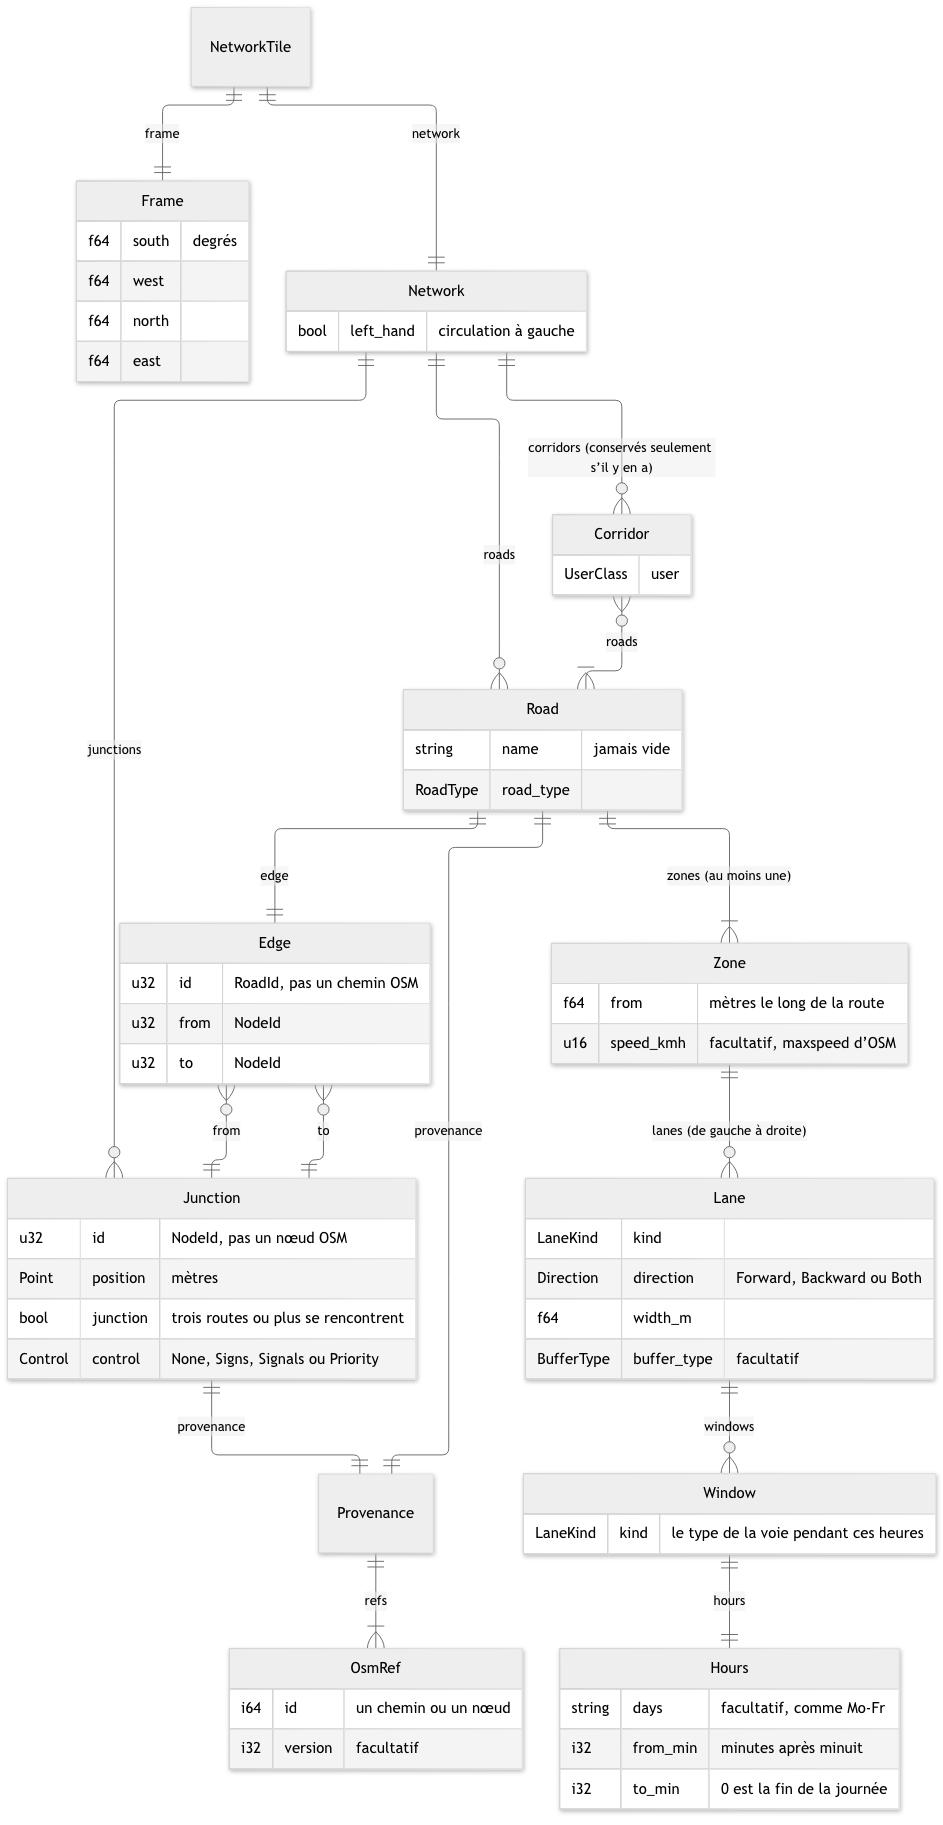 NetworkTile
frame
network
Frame
f64 south degrés
f64 west
f64 north
f64 east
Network
bool left_hand circulation à gauche
corridors (conservés seulement
s’il y en a)
Corridor
UserClass user
roads
roads
Road
string name jamais vide
RoadType road_type
junctions
edge
zones (au moins une)
Edge
u32 id RoadId, pas un chemin OSM
u32 from NodeId
u32 to NodeId
Zone
f64 from mètres le long de la route
u16 speed_kmh facultatif, maxspeed d’OSM
from
to
provenance
lanes (de gauche à droite)
Junction
u32 id NodeId, pas un nœud OSM
Point position mètres
bool junction trois routes ou plus se rencontrent
Control control None, Signs, Signals ou Priority
Lane
LaneKind kind
Direction direction Forward, Backward ou Both
f64 width_m
BufferType buffer_type facultatif
provenance
windows
Provenance
Window
LaneKind kind le type de la voie pendant ces heures
refs
hours
OsmRef
i64 id un chemin ou un nœud
i32 version facultatif
Hours
string days facultatif, comme Mo-Fr
i32 from_min minutes après minuit
i32 to_min 0 est la fin de la journée